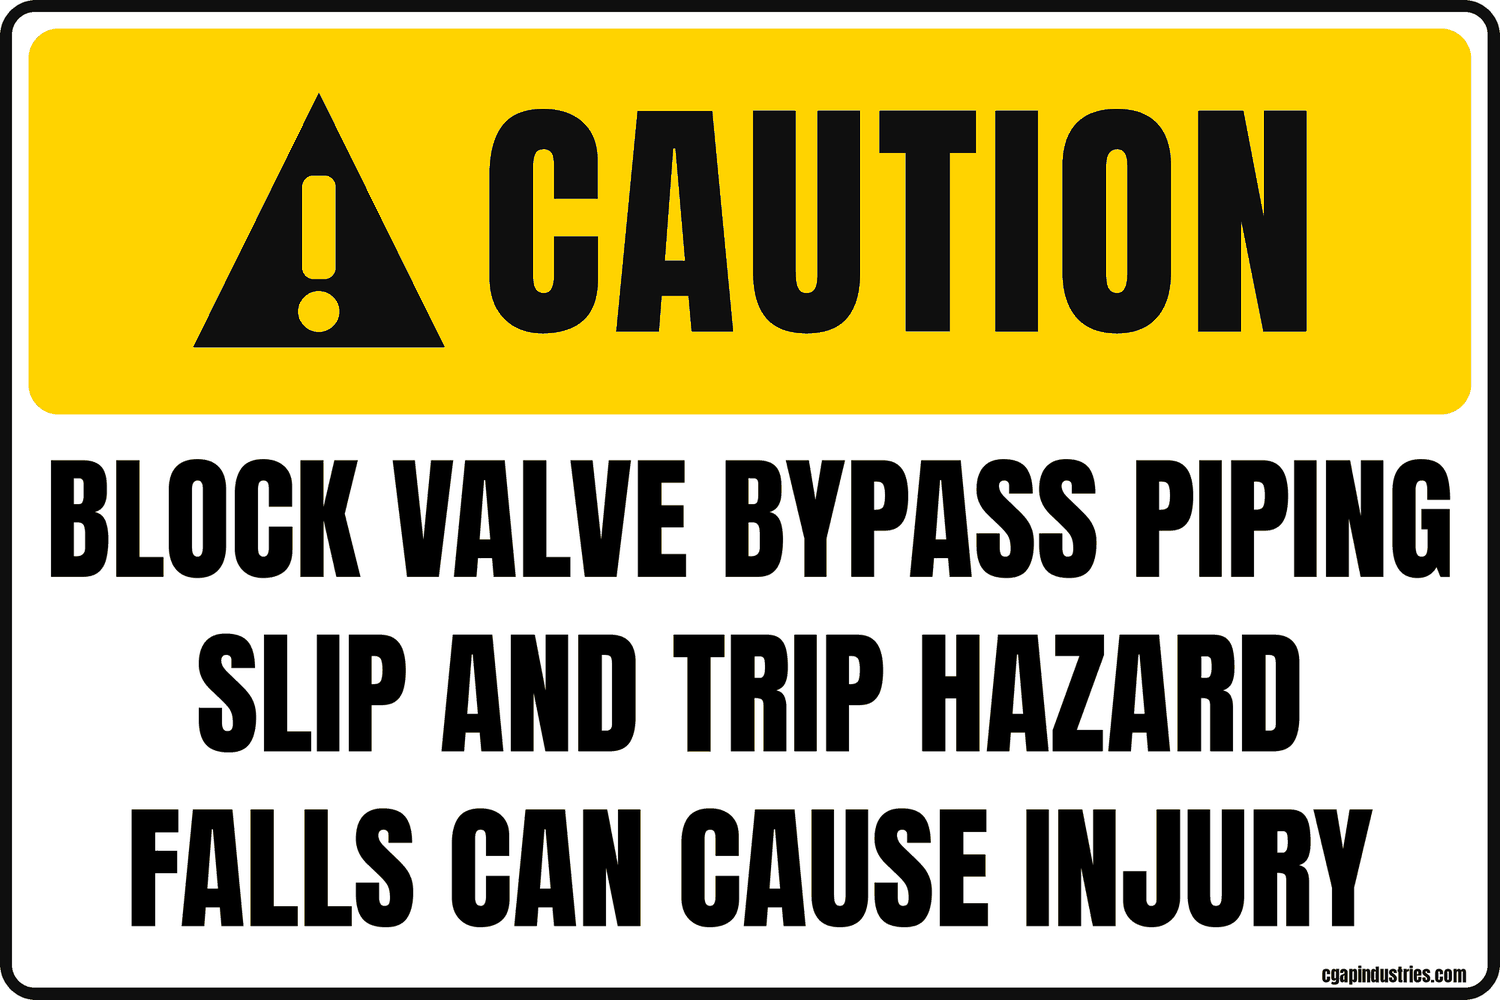 CAUTION
BLOCK VALVE BYPASS PIPING
SLIP AND TRIP HAZARD
FALLS CAN CAUSE INJURY
cgapindustries.com